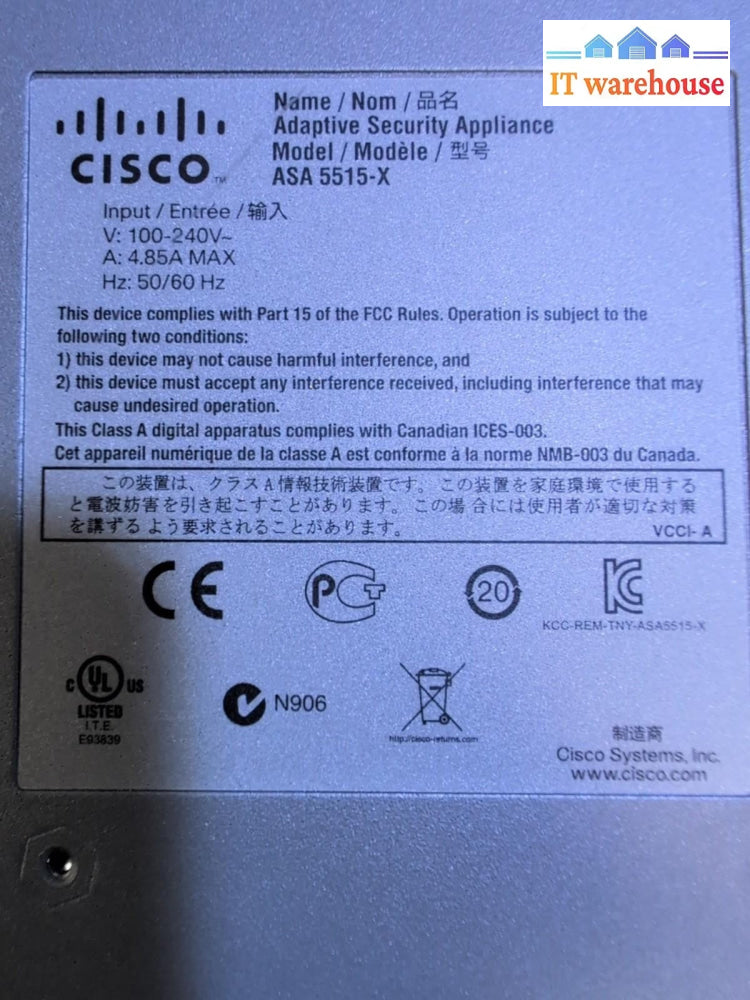 IT warehouse
CISCO
TM
Name / Nom / 品名
Adaptive Security Appliance
Model / Modèle / 型号
ASA 5515-X
Input / Entrée / 输入
V: 100-240V~
A: 4.85A MAX
Hz: 50/60 Hz
This device complies with Part 15 of the FCC Rules. Operation is subject to the
following two conditions:
1) this device may not cause harmful interference, and
2) this device must accept any interference received, including interference that may
cause undesired operation.
This Class A digital apparatus complies with Canadian ICES-003.
Cet appareil numérique de la classe A est conforme à la norme NMB-003 du Canada.
この装置は、クラスA情報技術装置です。 この装置を家庭環境で使用する
と電波妨害を引き起こすことがあります。 この場 合には使用者が適切な対策
を講ずる よう要求されることがあります。
VCCI- A
CE
PCT
20
KC
KCC-REM-TNY-ASA5515-X
C UL US
LISTED
I.T.E.
E93839
N906
http://cisco-returns.com
制造商
Cisco Systems, Inc.
www.cisco.com